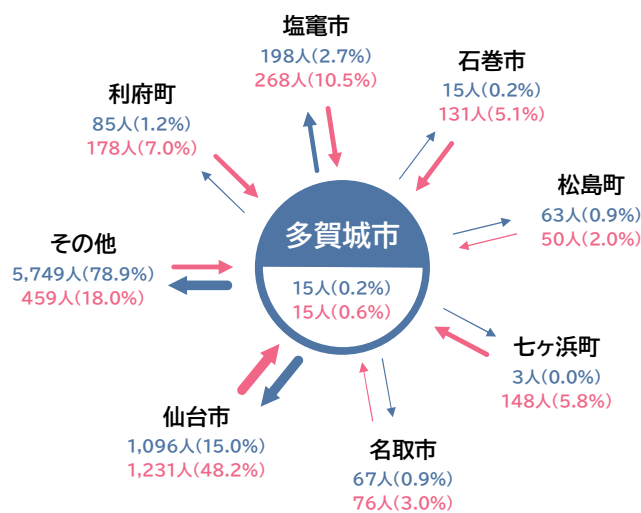 塩竈市
198人(2.7%)
268人(10.5%)
石巻市
15人(0.2%)
131人(5.1%)
利府町
85人(1.2%)
178人(7.0%)
松島町
63人(0.9%)
50人(2.0%)
多賀城市
15人(0.2%)
15人(0.6%)
その他
5,749人(78.9%)
459人(18.0%)
七ヶ浜町
3人(0.0%)
148人(5.8%)
仙台市
1,096人(15.0%)
1,231人(48.2%)
名取市
67人(0.9%)
76人(3.0%)